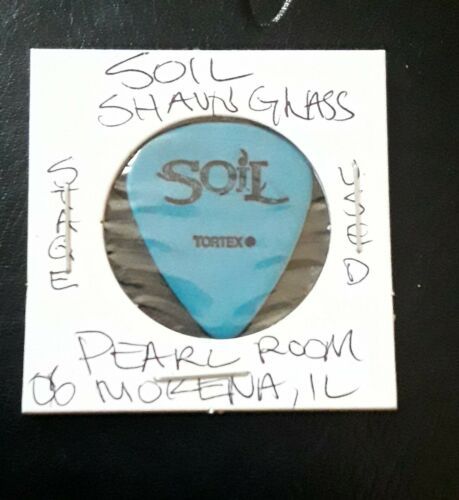 SOIL
SHAUN GLASS
STAGE
SOIL
TORTEX
USED
PEARL ROOM
06 MOKENA, IL